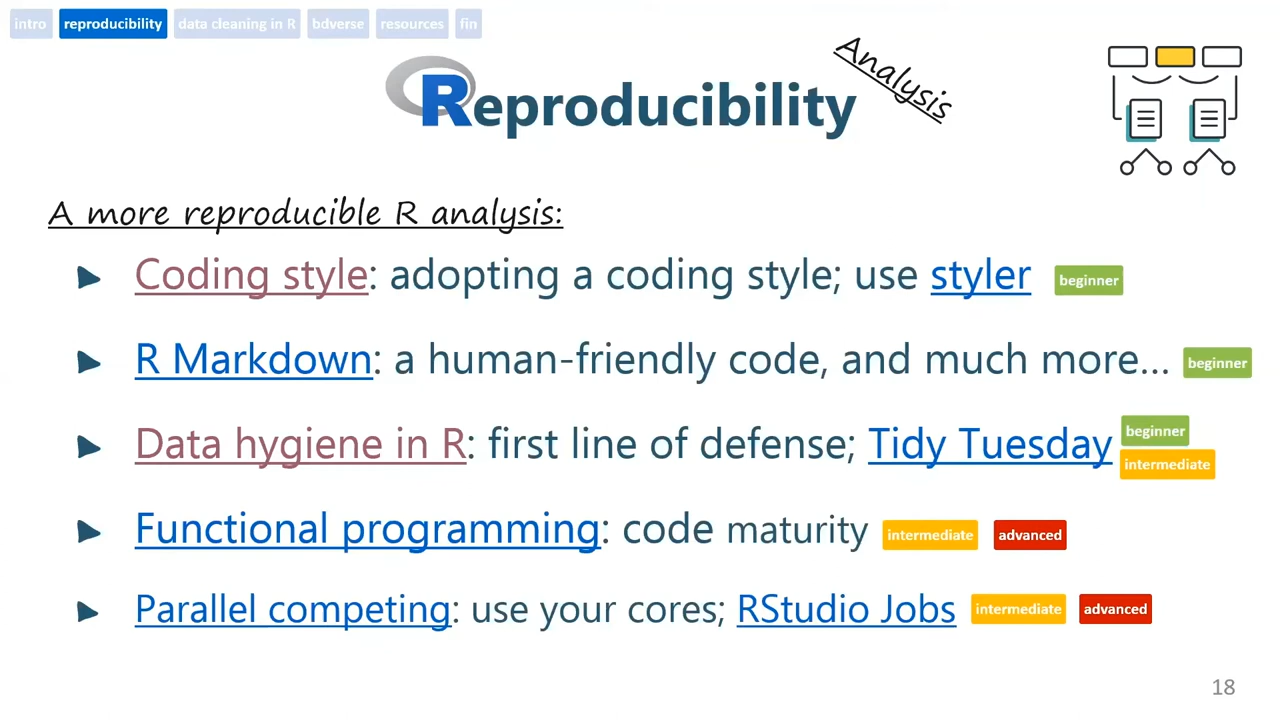 intro reproducibility data cleaning in R bdverse resources fin
Reproducibility Analysis
A more reproducible R analysis:
Coding style: adopting a coding style; use styler beginner
R Markdown: a human-friendly code, and much more... beginner
Data hygiene in R: first line of defense; Tidy Tuesday beginner
intermediate
Functional programming: code maturity intermediate advanced
Parallel competing: use your cores; RStudio Jobs intermediate advanced
18